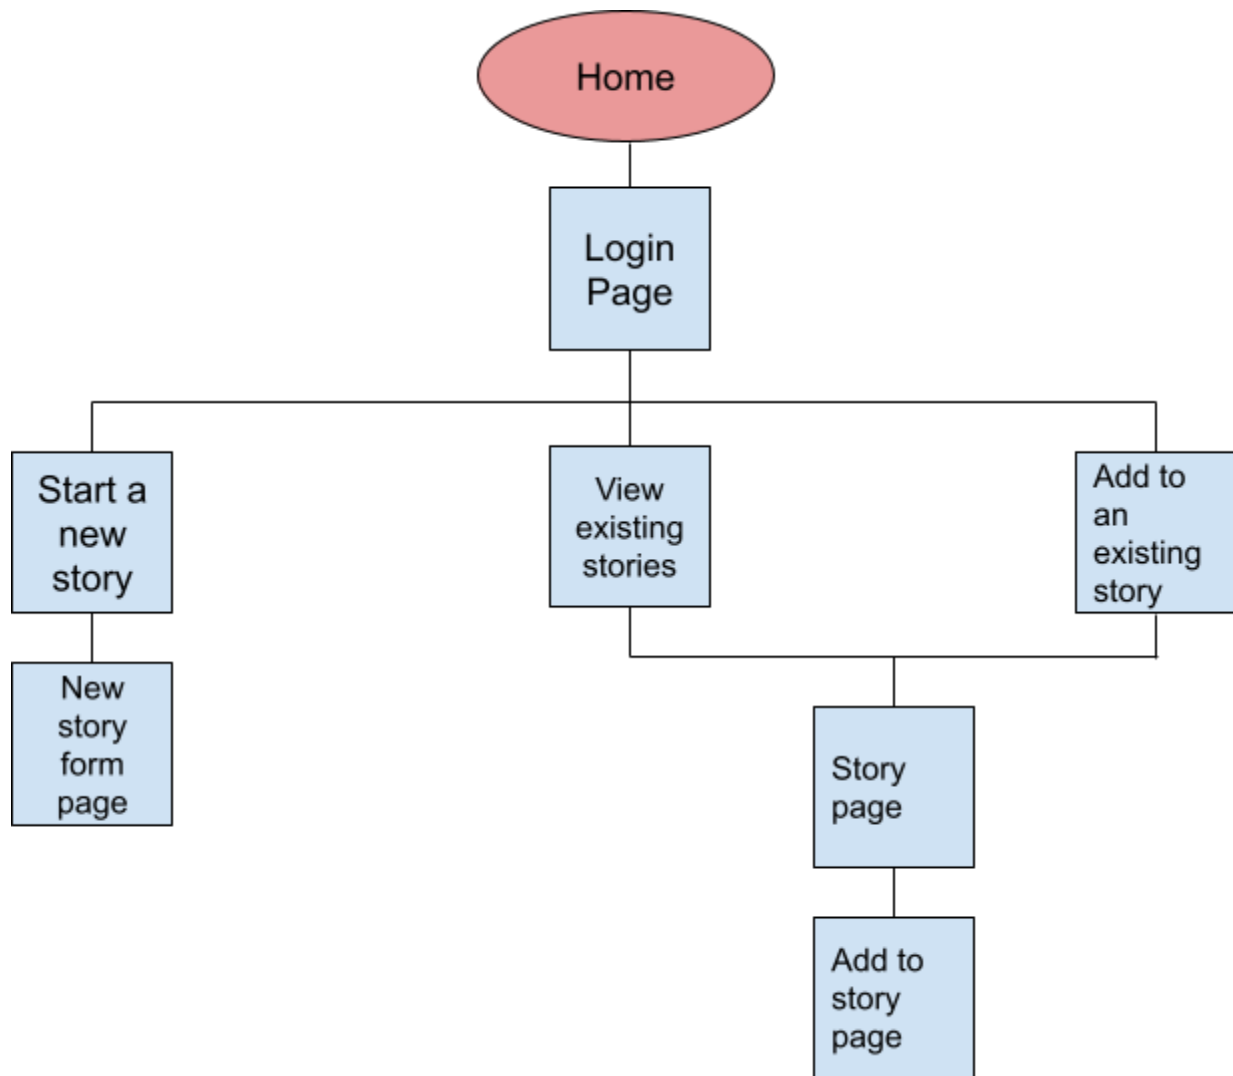 Home
Login
Page
Start a
new
story
View
existing
stories
Add to
an
existing
story
New
story
form
page
Story
page
Add to
story
page